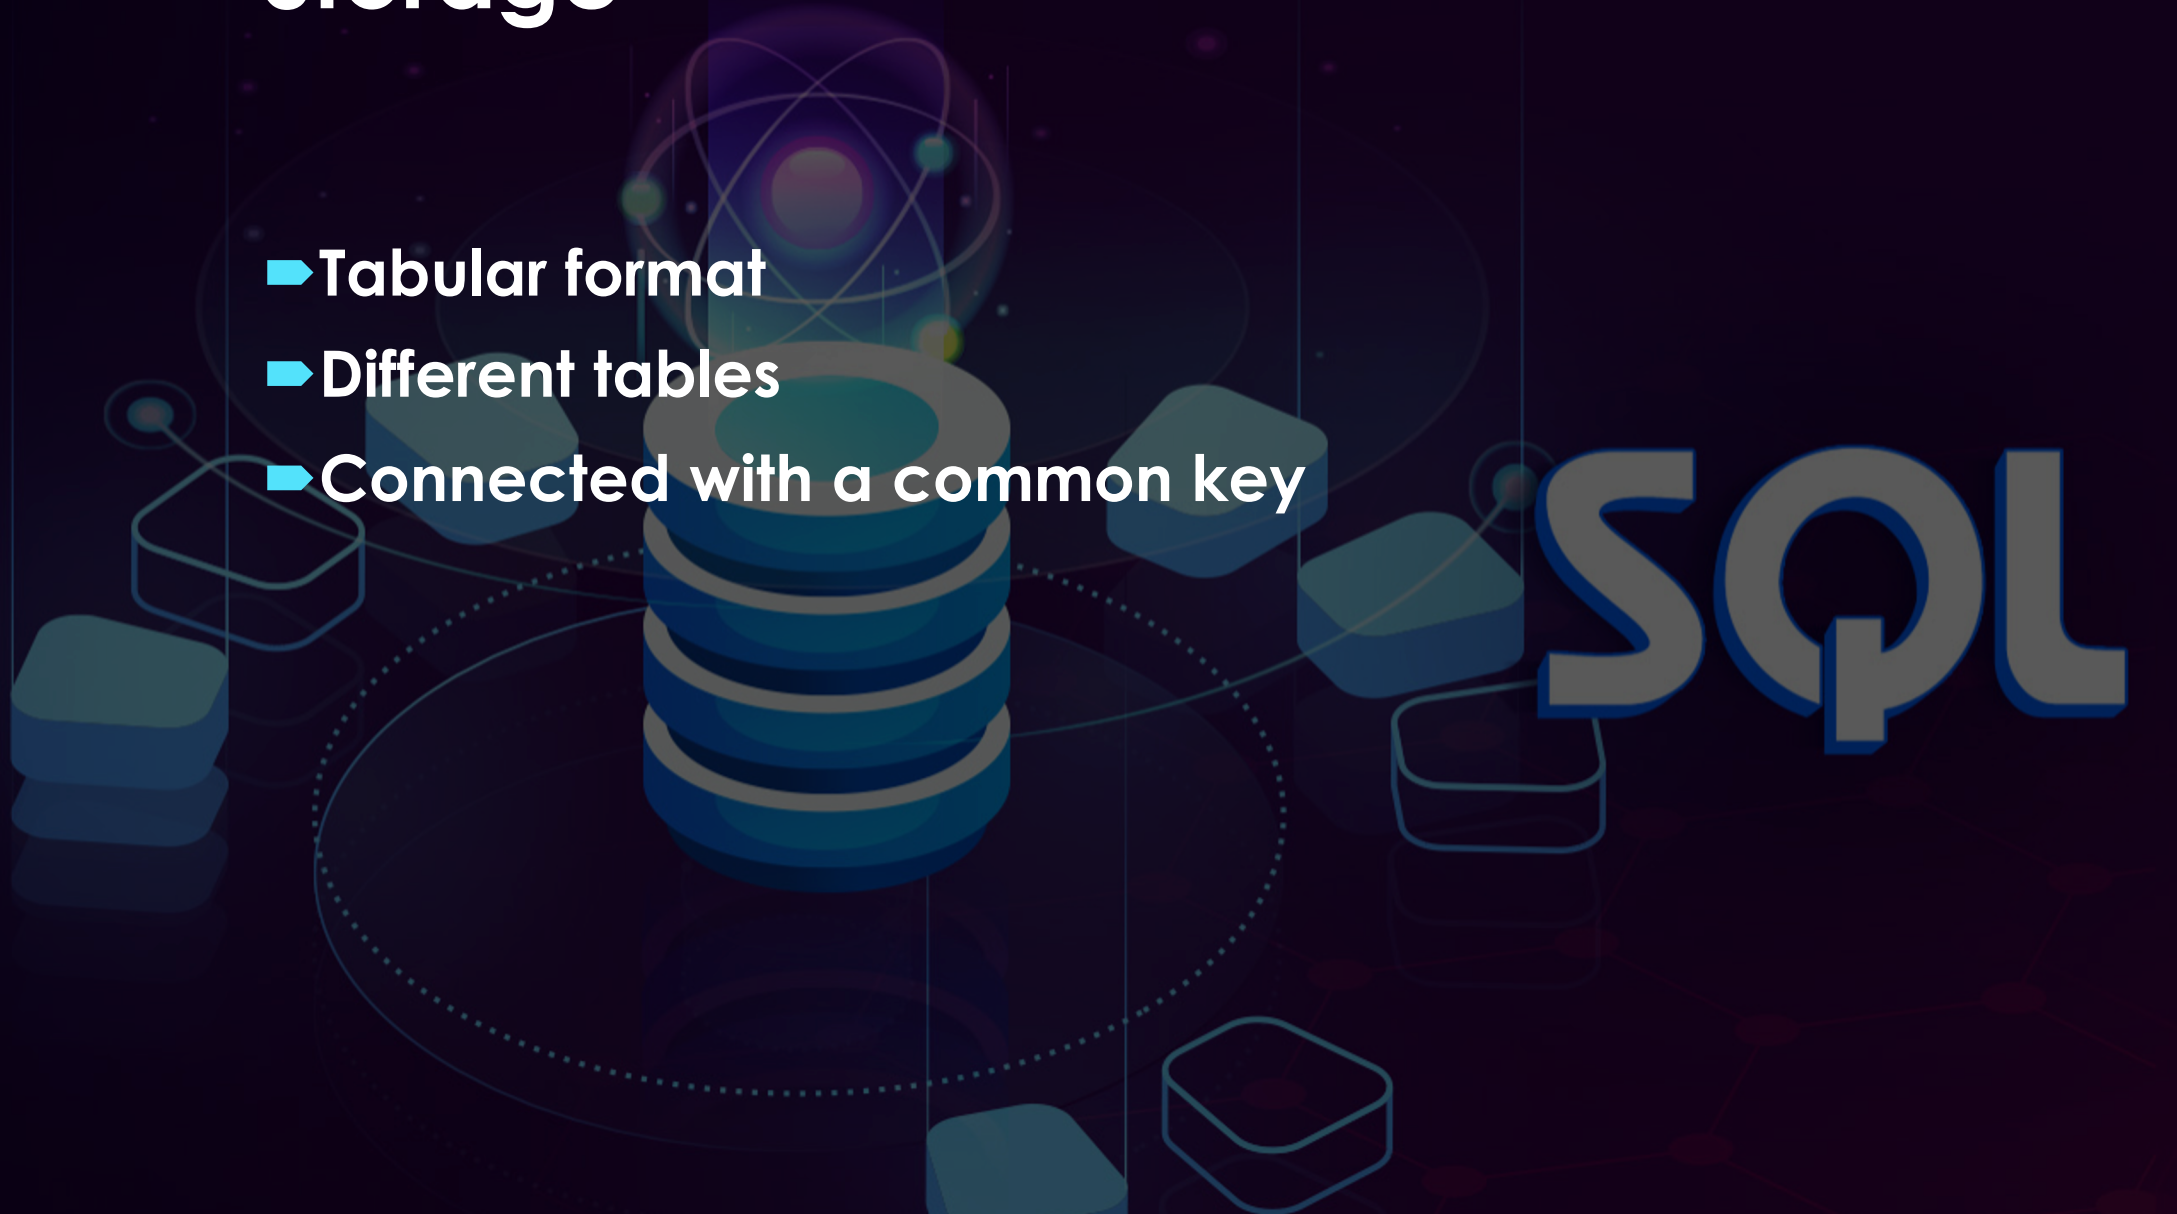 Tabular format
Different tables
Connected with a common key
SQL